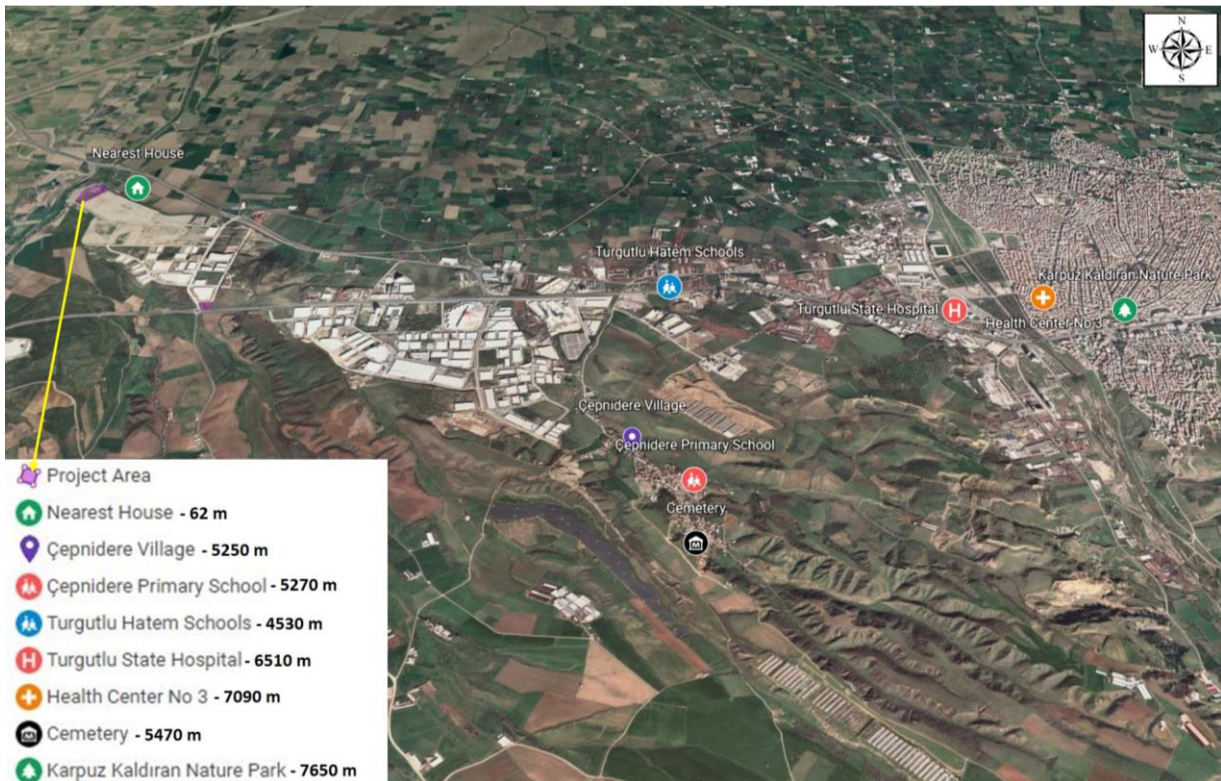 N
W E
S
Nearest House
Turgutlu Hatem Schools
Karpuz Kaldıran Nature Park
Turgutlu State Hospital
Health Center No 3
Çepnidere Village
Çepnidere Primary School
Cemetery
Project Area
Nearest House - 62 m
Çepnidere Village - 5250 m
Çepnidere Primary School - 5270 m
Turgutlu Hatem Schools - 4530 m
Turgutlu State Hospital - 6510 m
Health Center No 3 - 7090 m
Cemetery - 5470 m
Karpuz Kaldıran Nature Park - 7650 m